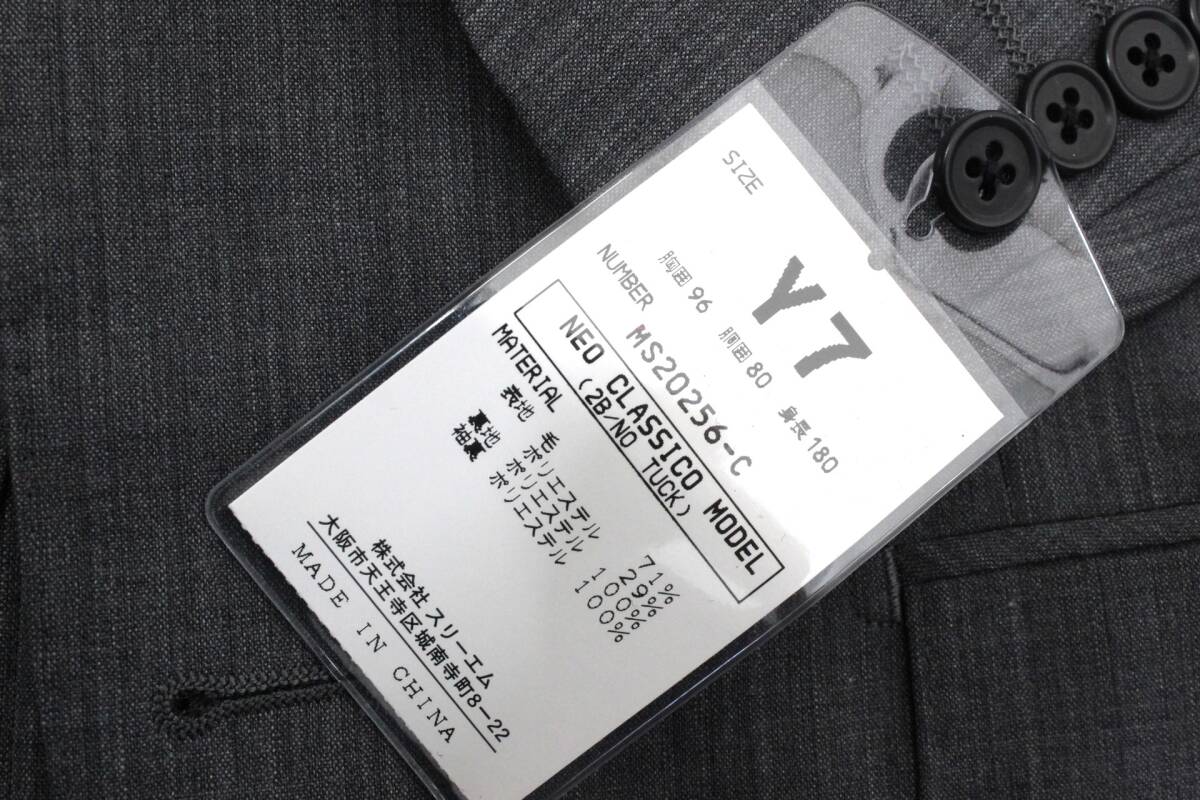 SIZE
Y7
胸囲 96 胴囲 80 身長 180
NUMBER MS20256-C
NEO CLASSICO MODEL
(2B/NO TUCK)
MATERIAL
表地 毛 71%
ポリエステル 29%
裏地 ポリエステル 100%
袖裏 ポリエステル 100%
株式会社 スリーエム
大阪市天王寺区城南寺町8-22
MADE IN CHINA